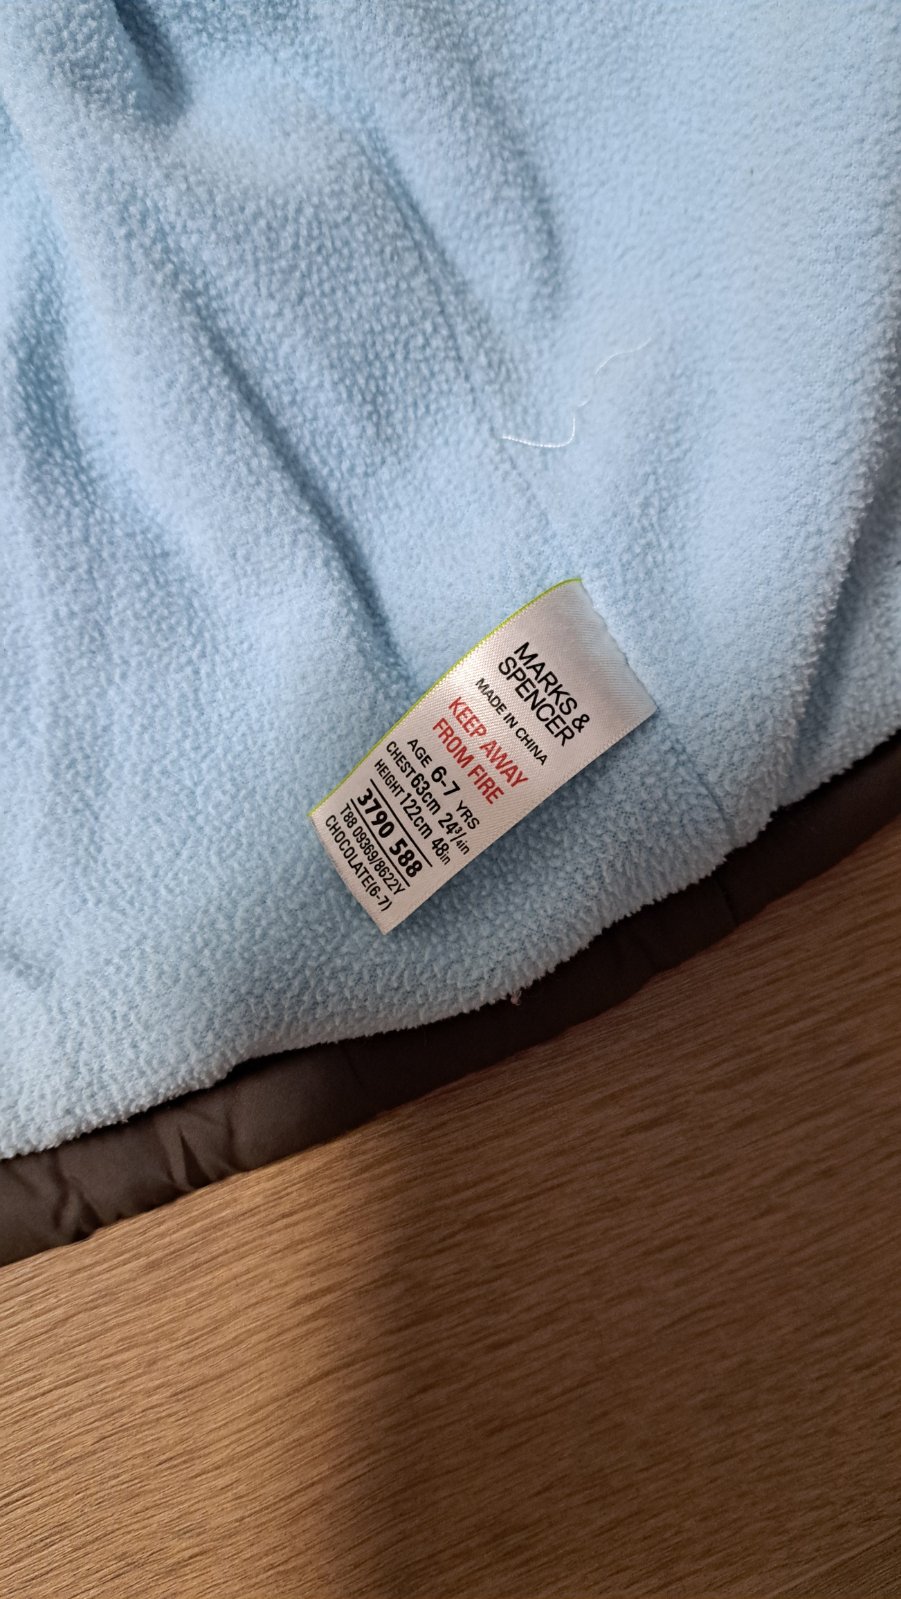 MARKS &
SPENCER
MADE IN CHINA
KEEP AWAY
FROM FIRE
AGE 6-7 YRS
CHEST 63cm 24¾in
HEIGHT 122cm 48in
3790 588
T88 09369/8622Y
CHOCOLATE(6-7)